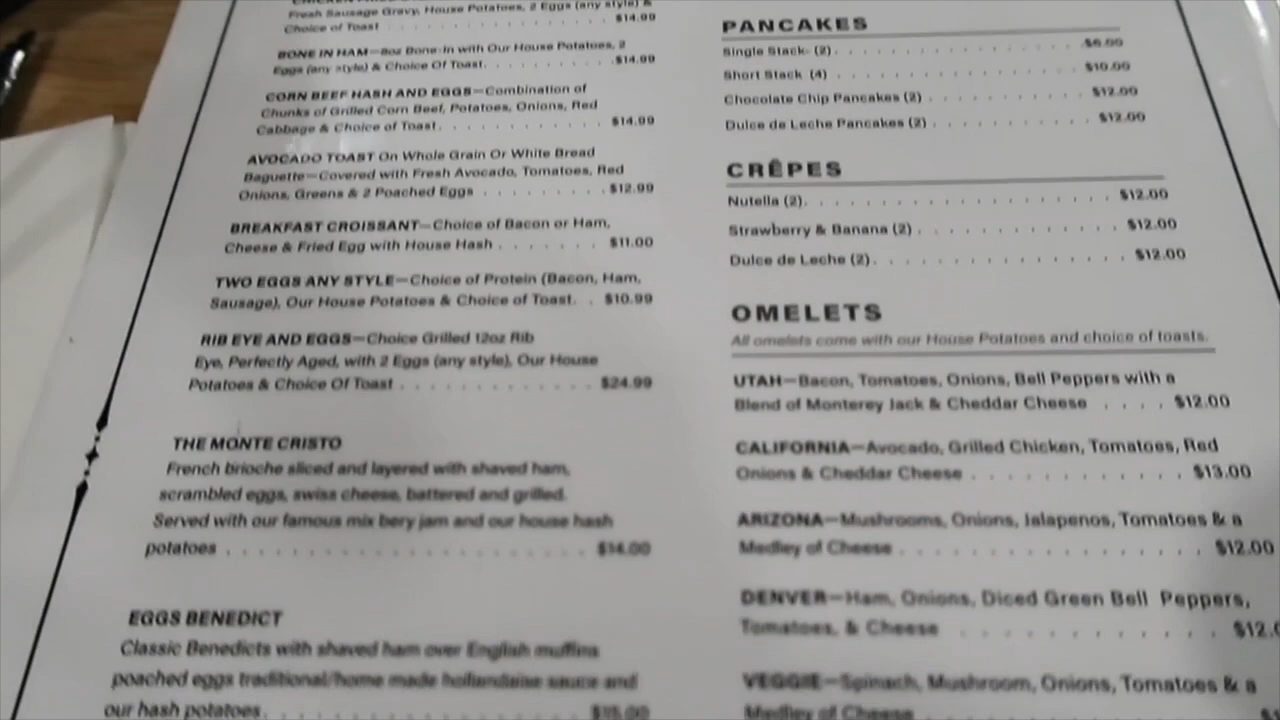 Fresh Sausage Gravy, House Potatoes, 2 Eggs (any style) &
Choice of Toast . . . . . . . . . . . . . . . . $14.99
BONE IN HAM—8oz Bone-In with Our House Potatoes, 2
Eggs (any style) & Choice Of Toast. . . . . . . . . . . $14.99
CORN BEEF HASH AND EGGS—Combination of
Chunks of Grilled Corn Beef, Potatoes, Onions, Red
Cabbage & Choice of Toast. . . . . . . . . . . . $14.99
AVOCADO TOAST On Whole Grain Or White Bread
Baguette—Covered with Fresh Avocado, Tomatoes, Red
Onions, Greens & 2 Poached Eggs . . . . . . . . . $12.99
BREAKFAST CROISSANT—Choice of Bacon or Ham,
Cheese & Fried Egg with House Hash . . . . . . . $11.00
TWO EGGS ANY STYLE—Choice of Protein (Bacon, Ham,
Sausage), Our House Potatoes & Choice of Toast. . $10.99
RIB EYE AND EGGS—Choice Grilled 12oz Rib
Eye, Perfectly Aged, with 2 Eggs (any style), Our House
Potatoes & Choice Of Toast . . . . . . . . . . . . $24.99
THE MONTE CRISTO
French brioche sliced and layered with shaved ham,
scrambled eggs, swiss cheese, battered and grilled.
Served with our famous mix bery jam and our house hash
potatoes . . . . . . . . . . . . . . . . . . . . . $14.00
EGGS BENEDICT
Classic Benedicts with shaved ham over English muffins
poached eggs traditional/home made hollandaise sauce and
our hash potatoes. . . . . . . . . . . . . . . . .
PANCAKES
Single Stack- (2) . . . . . . . . . . . . . . . . . $6.00
Short Stack (4) . . . . . . . . . . . . . . . . . $10.00
Chocolate Chip Pancakes (2) . . . . . . . . . . . $12.00
Dulce de Leche Pancakes (2) . . . . . . . . . . . $12.00
CRÊPES
Nutella (2). . . . . . . . . . . . . . . . . . . $12.00
Strawberry & Banana (2) . . . . . . . . . . . . . $12.00
Dulce de Leche (2). . . . . . . . . . . . . . . . $12.00
OMELETS
All omelets come with our House Potatoes and choice of toasts.
UTAH—Bacon, Tomatoes, Onions, Bell Peppers with a
Blend of Monterey Jack & Cheddar Cheese . . . . $12.00
CALIFORNIA—Avocado, Grilled Chicken, Tomatoes, Red
Onions & Cheddar Cheese . . . . . . . . . . . . $13.00
ARIZONA—Mushrooms, Onions, Jalapenos, Tomatoes & a
Medley of Cheese . . . . . . . . . . . . . . . . $12.00
DENVER—Ham, Onions, Diced Green Bell Peppers,
Tomatoes, & Cheese . . . . . . . . . . . . . $12.0
VEGGIE—Spinach, Mushroom, Onions, Tomatoes & a
Medley of Cheese . . . . . . . . . . . . . . . .